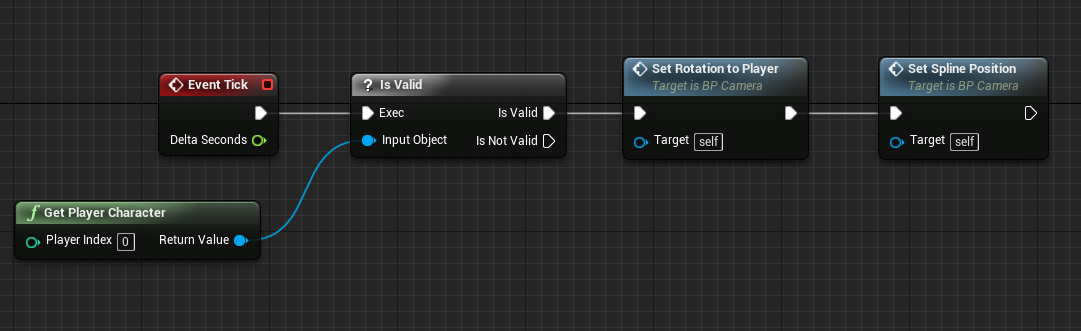 Event Tick
Delta Seconds
? Is Valid
Exec
Is Valid
Input Object
Is Not Valid
Set Rotation to Player
Target is BP Camera
Target self
Set Spline Position
Target is BP Camera
Target self
f Get Player Character
Player Index 0
Return Value